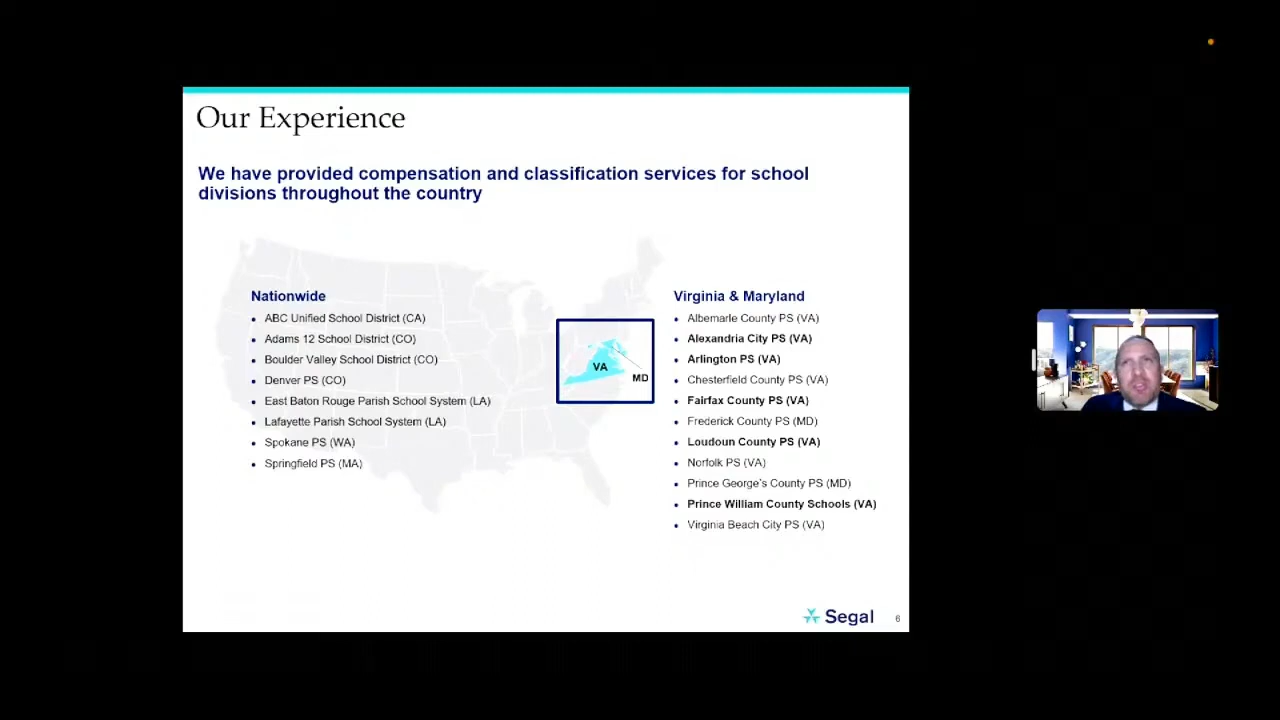 Our Experience
We have provided compensation and classification services for school
divisions throughout the country
Nationwide
• ABC Unified School District (CA)
• Adams 12 School District (CO)
• Boulder Valley School District (CO)
• Denver PS (CO)
• East Baton Rouge Parish School System (LA)
• Lafayette Parish School System (LA)
• Spokane PS (WA)
• Springfield PS (MA)
VA
MD
Virginia & Maryland
• Albemarle County PS (VA)
• Alexandria City PS (VA)
• Arlington PS (VA)
• Chesterfield County PS (VA)
• Fairfax County PS (VA)
• Frederick County PS (MD)
• Loudoun County PS (VA)
• Norfolk PS (VA)
• Prince George's County PS (MD)
• Prince William County Schools (VA)
• Virginia Beach City PS (VA)
Segal
6